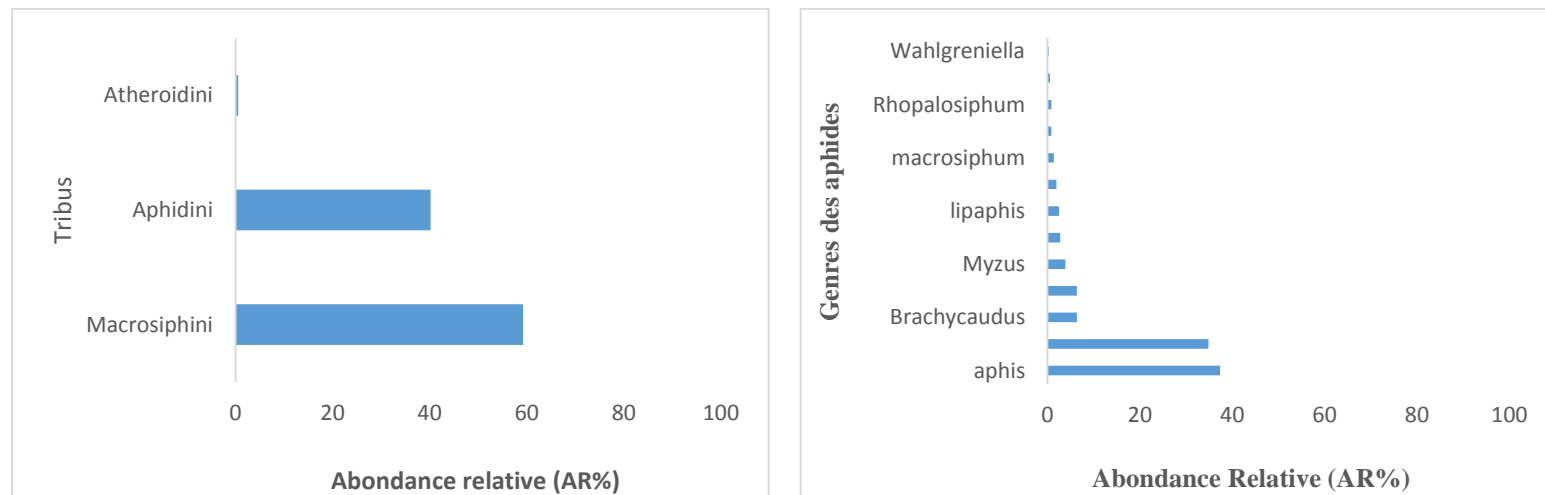 Tribus
Atheroidini
Aphidini
Macrosiphini
0 20 40 60 80 100
Abondance relative (AR%)
Genres des aphides
Wahlgreniella
Rhopalosiphum
macrosiphum
lipaphis
Myzus
Brachycaudus
aphis
0 20 40 60 80 100
Abondance Relative (AR%)